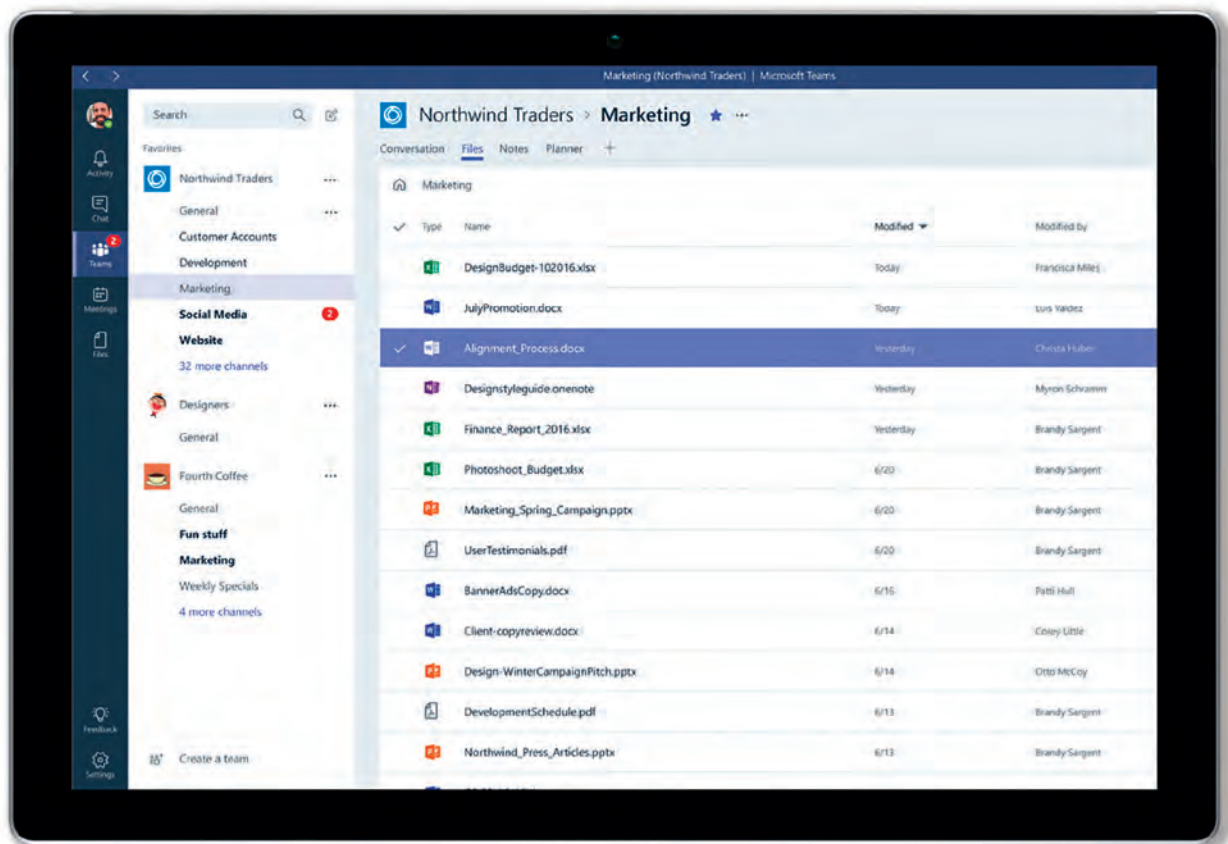 Marketing (Northwind Traders) | Microsoft Teams
Search
Favorites
Activity
Chat
2
Teams
Meetings
Files
Feedback
Settings
Northwind Traders
General
Customer Accounts
Development
Marketing
Social Media 2
Website
32 more channels
Designers
General
Fourth Coffee
General
Fun stuff
Marketing
Weekly Specials
4 more channels
Create a team
Northwind Traders > Marketing
Conversation Files Notes Planner +
Marketing
Type Name Modified Modified by
DesignBudget-102016.xlsx Today Francisca Miles
JulyPromotion.docx Today Luis Valdez
Alignment_Process.docx Yesterday Christa Huber
Designstyleguide.onenote Yesterday Myron Schramm
Finance_Report_2016.xlsx Yesterday Brandy Sargent
Photoshoot_Budget.xlsx 6/20 Brandy Sargent
Marketing_Spring_Campaign.pptx 6/20 Brandy Sargent
UserTestimonials.pdf 6/20 Brandy Sargent
BannerAdsCopy.docx 6/16 Patti Hull
Client-copyreview.docx 6/14 Corey Little
Design-WinterCampaignPitch.pptx 6/14 Otto McCoy
DevelopmentSchedule.pdf 6/13 Brandy Sargent
Northwind_Press_Articles.pptx 6/13 Brandy Sargent